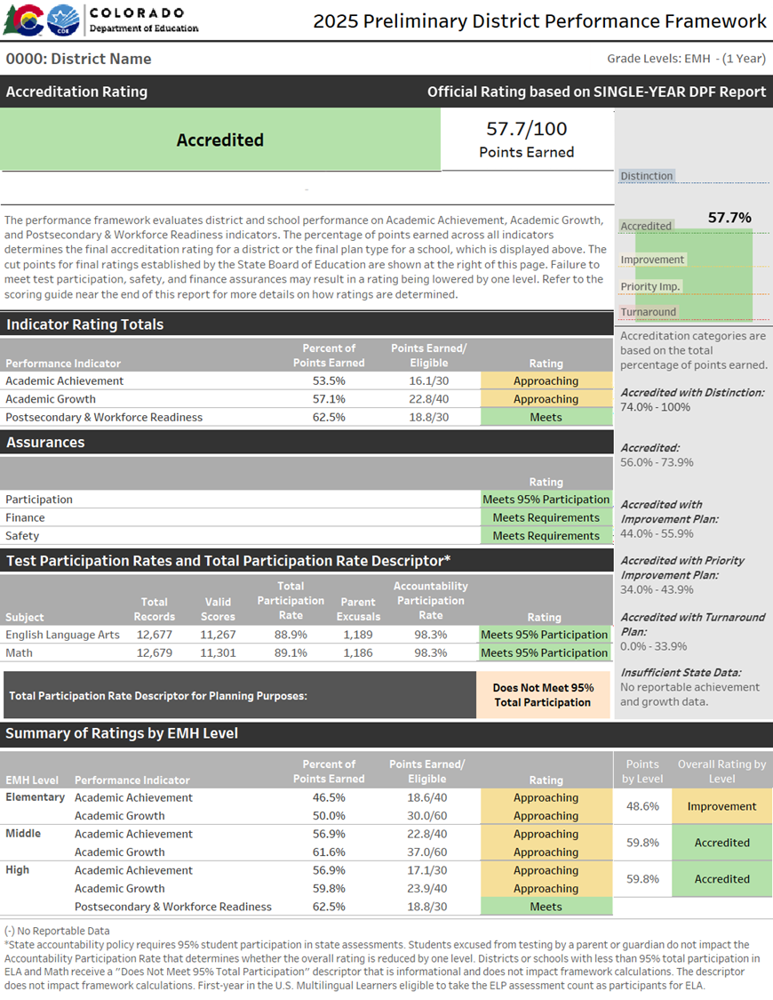 COLORADO
Department of Education
CDE
2025 Preliminary District Performance Framework
0000: District Name
Grade Levels: EMH - (1 Year)
Accreditation Rating
Official Rating based on SINGLE-YEAR DPF Report
Accredited
57.7/100
Points Earned
-
Distinction
57.7%
Accredited
Improvement
Priority Imp.
Turnaround
The performance framework evaluates district and school performance on Academic Achievement, Academic Growth,
and Postsecondary & Workforce Readiness indicators. The percentage of points earned across all indicators
determines the final accreditation rating for a district or the final plan type for a school, which is displayed above. The
cut points for final ratings established by the State Board of Education are shown at the right of this page. Failure to
meet test participation, safety, and finance assurances may result in a rating being lowered by one level. Refer to the
scoring guide near the end of this report for more details on how ratings are determined.
Accreditation categories are
based on the total
percentage of points earned.
Accredited with Distinction:
74.0% - 100%
Accredited:
56.0% - 73.9%
Accredited with
Improvement Plan:
44.0% - 55.9%
Accredited with Priority
Improvement Plan:
34.0% - 43.9%
Accredited with Turnaround
Plan:
0.0% - 33.9%
Insufficient State Data:
No reportable achievement
and growth data.
Indicator Rating Totals
Performance Indicator Percent of Points Earned Points Earned/ Eligible Rating
Academic Achievement 53.5% 16.1/30 Approaching
Academic Growth 57.1% 22.8/40 Approaching
Postsecondary & Workforce Readiness 62.5% 18.8/30 Meets
Assurances
Rating
Participation Meets 95% Participation
Finance Meets Requirements
Safety Meets Requirements
Test Participation Rates and Total Participation Rate Descriptor*
Subject Total Records Valid Scores Total Participation Rate Parent Excusals Accountability Participation Rate Rating
English Language Arts 12,677 11,267 88.9% 1,189 98.3% Meets 95% Participation
Math 12,679 11,301 89.1% 1,186 98.3% Meets 95% Participation
Total Participation Rate Descriptor for Planning Purposes:
Does Not Meet 95%
Total Participation
Summary of Ratings by EMH Level
EMH Level Performance Indicator Percent of Points Earned Points Earned/ Eligible Rating Points by Level Overall Rating by Level
Elementary Academic Achievement 46.5% 18.6/40 Approaching 48.6% Improvement
Academic Growth 50.0% 30.0/60 Approaching
Middle Academic Achievement 56.9% 22.8/40 Approaching 59.8% Accredited
Academic Growth 61.6% 37.0/60 Approaching
High Academic Achievement 56.9% 17.1/30 Approaching 59.8% Accredited
Academic Growth 59.8% 23.9/40 Approaching
Postsecondary & Workforce Readiness 62.5% 18.8/30 Meets
(-) No Reportable Data
*State accountability policy requires 95% student participation in state assessments. Students excused from testing by a parent or guardian do not impact the
Accountability Participation Rate that determines whether the overall rating is reduced by one level. Districts or schools with less than 95% total participation in
ELA and Math receive a "Does Not Meet 95% Total Participation" descriptor that is informational and does not impact framework calculations. The descriptor
does not impact framework calculations. First-year in the U.S. Multilingual Learners eligible to take the ELP assessment count as participants for ELA.